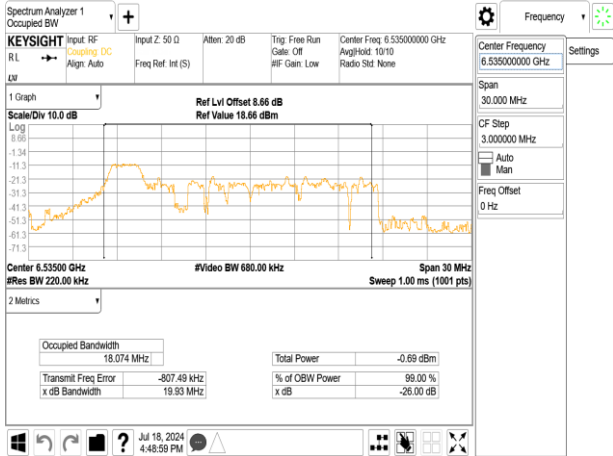 Spectrum Analyzer 1
Occupied BW
+
Frequency
KEYSIGHT
RL
LXI
Input: RF
Coupling: DC
Align: Auto
Input Z: 50 Ω
Freq Ref: Int (S)
Atten: 20 dB
Trig: Free Run
Gate: Off
#IF Gain: Low
Center Freq: 6.535000000 GHz
Avg|Hold: 10/10
Radio Std: None
Center Frequency
6.535000000 GHz
Settings
Span
30.000 MHz
CF Step
3.000000 MHz
Auto
Man
Freq Offset
0 Hz
1 Graph
Scale/Div 10.0 dB
Ref Lvl Offset 8.66 dB
Ref Value 18.66 dBm
Log
8.66
-1.34
-11.3
-21.3
-31.3
-41.3
-51.3
-61.3
-71.3
Center 6.53500 GHz
#Res BW 220.00 kHz
#Video BW 680.00 kHz
Span 30 MHz
Sweep 1.00 ms (1001 pts)
2 Metrics
Occupied Bandwidth
18.074 MHz
Transmit Freq Error -807.49 kHz
x dB Bandwidth 19.93 MHz
Total Power -0.69 dBm
% of OBW Power 99.00 %
x dB -26.00 dB
?
Jul 18, 2024
4:48:59 PM